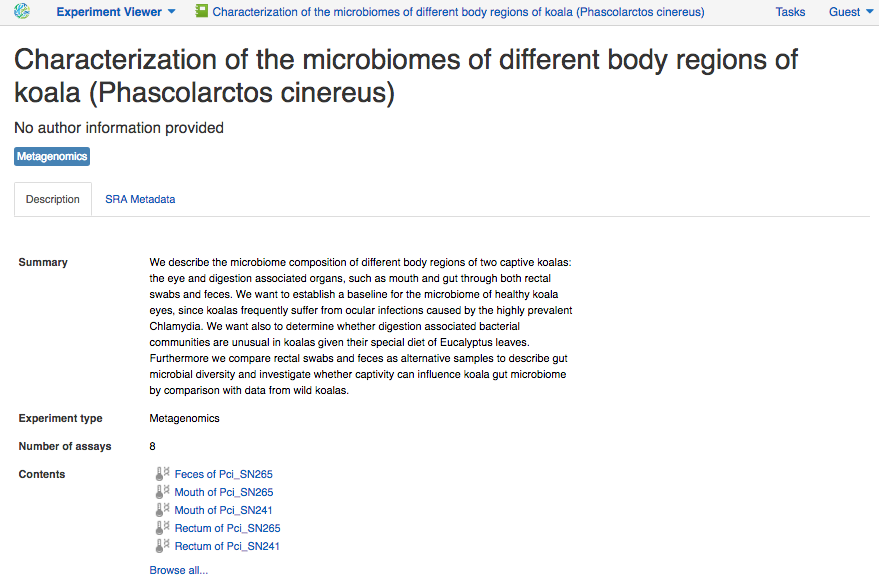 Experiment Viewer
Characterization of the microbiomes of different body regions of koala (Phascolarctos cinereus)
Tasks
Guest
Characterization of the microbiomes of different body regions of
koala (Phascolarctos cinereus)
No author information provided
Metagenomics
Description
SRA Metadata
Summary
We describe the microbiome composition of different body regions of two captive koalas:
the eye and digestion associated organs, such as mouth and gut through both rectal
swabs and feces. We want to establish a baseline for the microbiome of healthy koala
eyes, since koalas frequently suffer from ocular infections caused by the highly prevalent
Chlamydia. We want also to determine whether digestion associated bacterial
communities are unusual in koalas given their special diet of Eucalyptus leaves.
Furthermore we compare rectal swabs and feces as alternative samples to describe gut
microbial diversity and investigate whether captivity can influence koala gut microbiome
by comparison with data from wild koalas.
Experiment type
Metagenomics
Number of assays
8
Contents
Feces of Pci_SN265
Mouth of Pci_SN265
Mouth of Pci_SN241
Rectum of Pci_SN265
Rectum of Pci_SN241
Browse all...